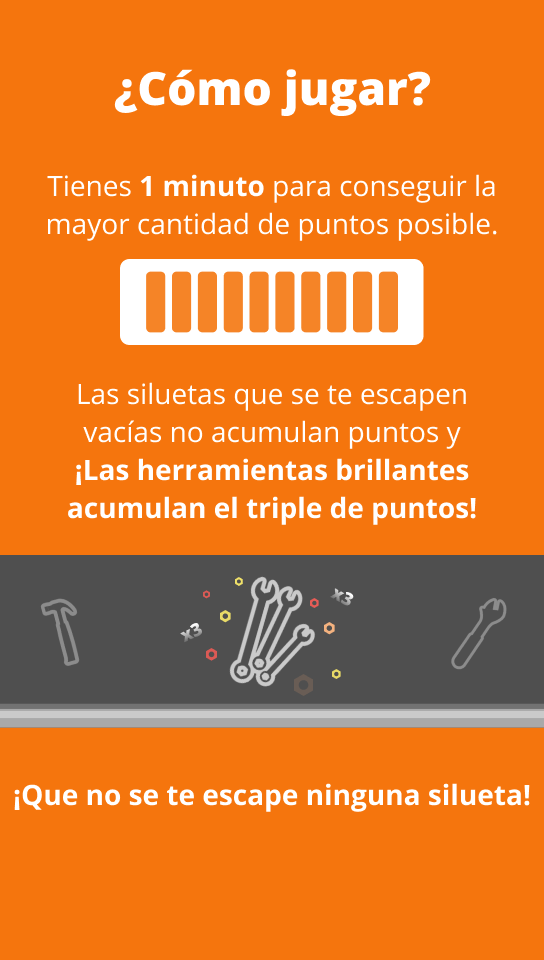 ¿Cómo jugar?
Tienes 1 minuto para conseguir la
mayor cantidad de puntos posible.
Las siluetas que se te escapen
vacías no acumulan puntos y
¡Las herramientas brillantes
acumulan el triple de puntos!
x3
x3
¡Que no se te escape ninguna silueta!